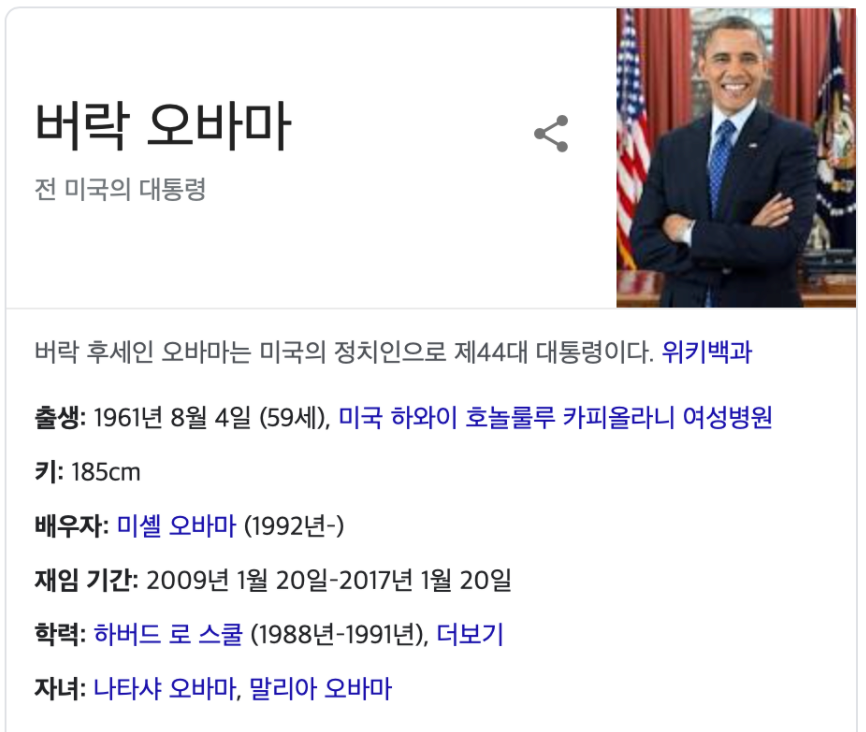 버락 오바마
전 미국의 대통령
버락 후세인 오바마는 미국의 정치인으로 제44대 대통령이다. 위키백과
출생: 1961년 8월 4일 (59세), 미국 하와이 호놀룰루 카피올라니 여성병원
키: 185cm
배우자: 미셸 오바마 (1992년-)
재임 기간: 2009년 1월 20일-2017년 1월 20일
학력: 하버드 로 스쿨 (1988년-1991년), 더보기
자녀: 나타샤 오바마, 말리아 오바마